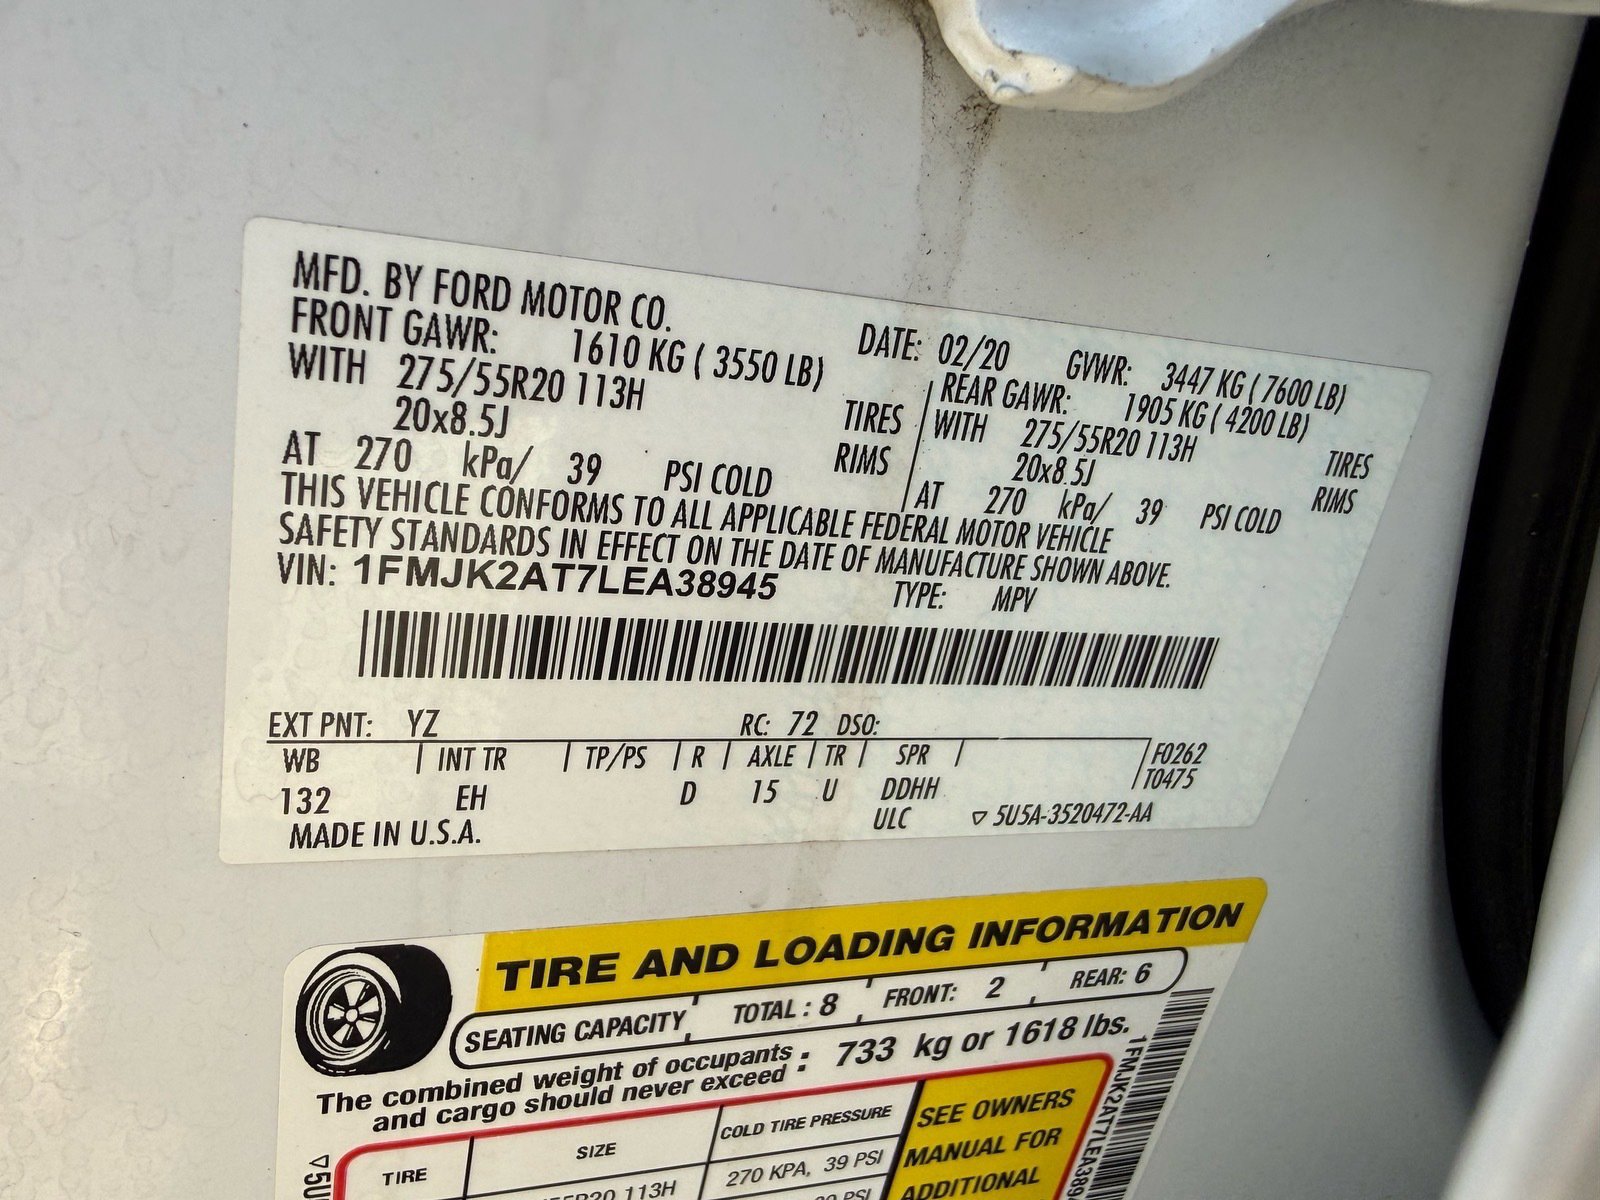 MFD. BY FORD MOTOR CO.
DATE: 02/20 GVWR: 3447 KG ( 7600 LB)
FRONT GAWR: 1610 KG ( 3550 LB)
WITH 275/55R20 113H TIRES
20x8.5J RIMS
AT 270 kPa/ 39 PSI COLD
REAR GAWR: 1905 KG ( 4200 LB)
WITH 275/55R20 113H TIRES
20x8.5J RIMS
AT 270 kPa/ 39 PSI COLD
THIS VEHICLE CONFORMS TO ALL APPLICABLE FEDERAL MOTOR VEHICLE
SAFETY STANDARDS IN EFFECT ON THE DATE OF MANUFACTURE SHOWN ABOVE.
VIN: 1FMJK2AT7LEA38945 TYPE: MPV
EXT PNT: YZ RC: 72 DSO:
WB | INT TR | TP/PS | R | AXLE | TR | SPR | F0262
132 EH D 15 U DDHH T0475
MADE IN U.S.A. ULC ▽ 5U5A-3520472-AA
TIRE AND LOADING INFORMATION
SEATING CAPACITY TOTAL : 8 FRONT: 2 REAR: 6
The combined weight of occupants
and cargo should never exceed : 733 kg or 1618 lbs.
TIRE SIZE COLD TIRE PRESSURE
113H 270 KPA, 39 PSI
PSI
SEE OWNERS
MANUAL FOR
ADDITIONAL
1FMJK2AT7LEA389
▽5U